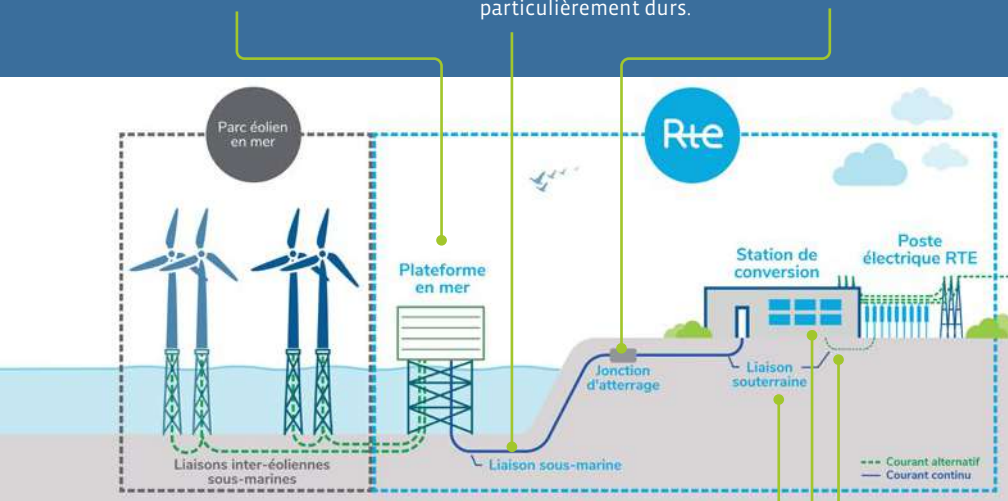 particulièrement durs.
Parc éolien
en mer
Rte
Plateforme
en mer
Station de
conversion
Poste
électrique RTE
Jonction
d'atterrage
Liaison
souterraine
Liaisons inter-éoliennes
sous-marines
Liaison sous-marine
Courant alternatif
Courant continu